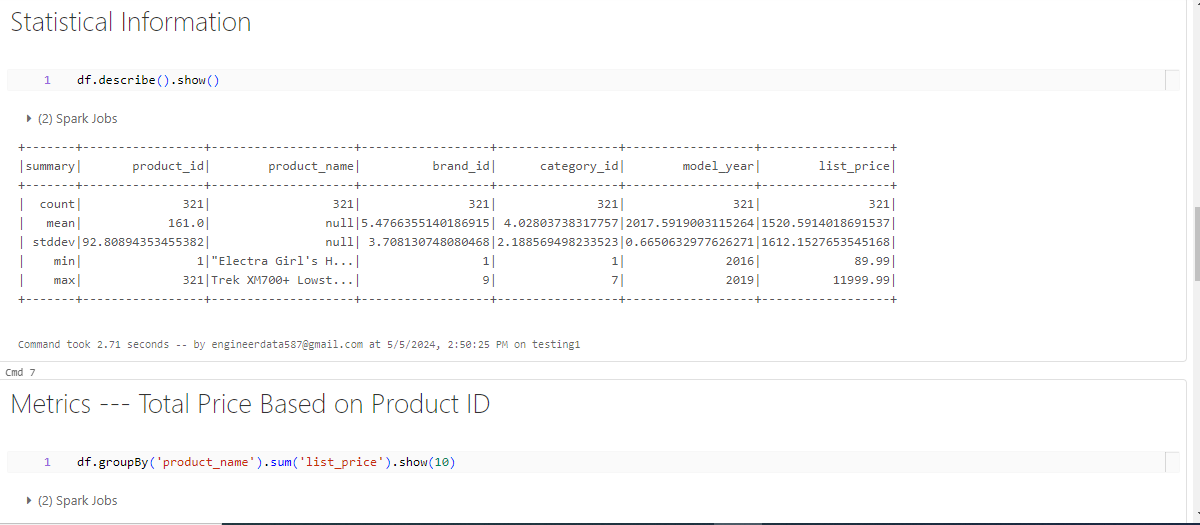 Statistical Information
1 df.describe().show()
(2) Spark Jobs
+-------+-----------------+--------------------+-----------------+-----------------+------------------+------------------+
|summary|       product_id|        product_name|         brand_id|      category_id|        model_year|        list_price|
+-------+-----------------+--------------------+-----------------+-----------------+------------------+------------------+
|  count|              321|                 321|              321|              321|               321|               321|
|   mean|            161.0|                null|5.4766355140186915| 4.02803738317757|2017.5919003115264|1520.5914018691537|
| stddev|92.80894353455382|                null| 3.708130748080468|2.188569498233523|0.6650632977626271|1612.1527653545168|
|    min|                1|"Electra Girl's H...|                1|                1|              2016|             89.99|
|    max|              321|Trek XM700+ Lowst...|                9|                7|              2019|          11999.99|
+-------+-----------------+--------------------+-----------------+-----------------+------------------+------------------+
Command took 2.71 seconds -- by engineerdata587@gmail.com at 5/5/2024, 2:50:25 PM on testing1
Cmd 7
Metrics --- Total Price Based on Product ID
1 df.groupBy('product_name').sum('list_price').show(10)
(2) Spark Jobs